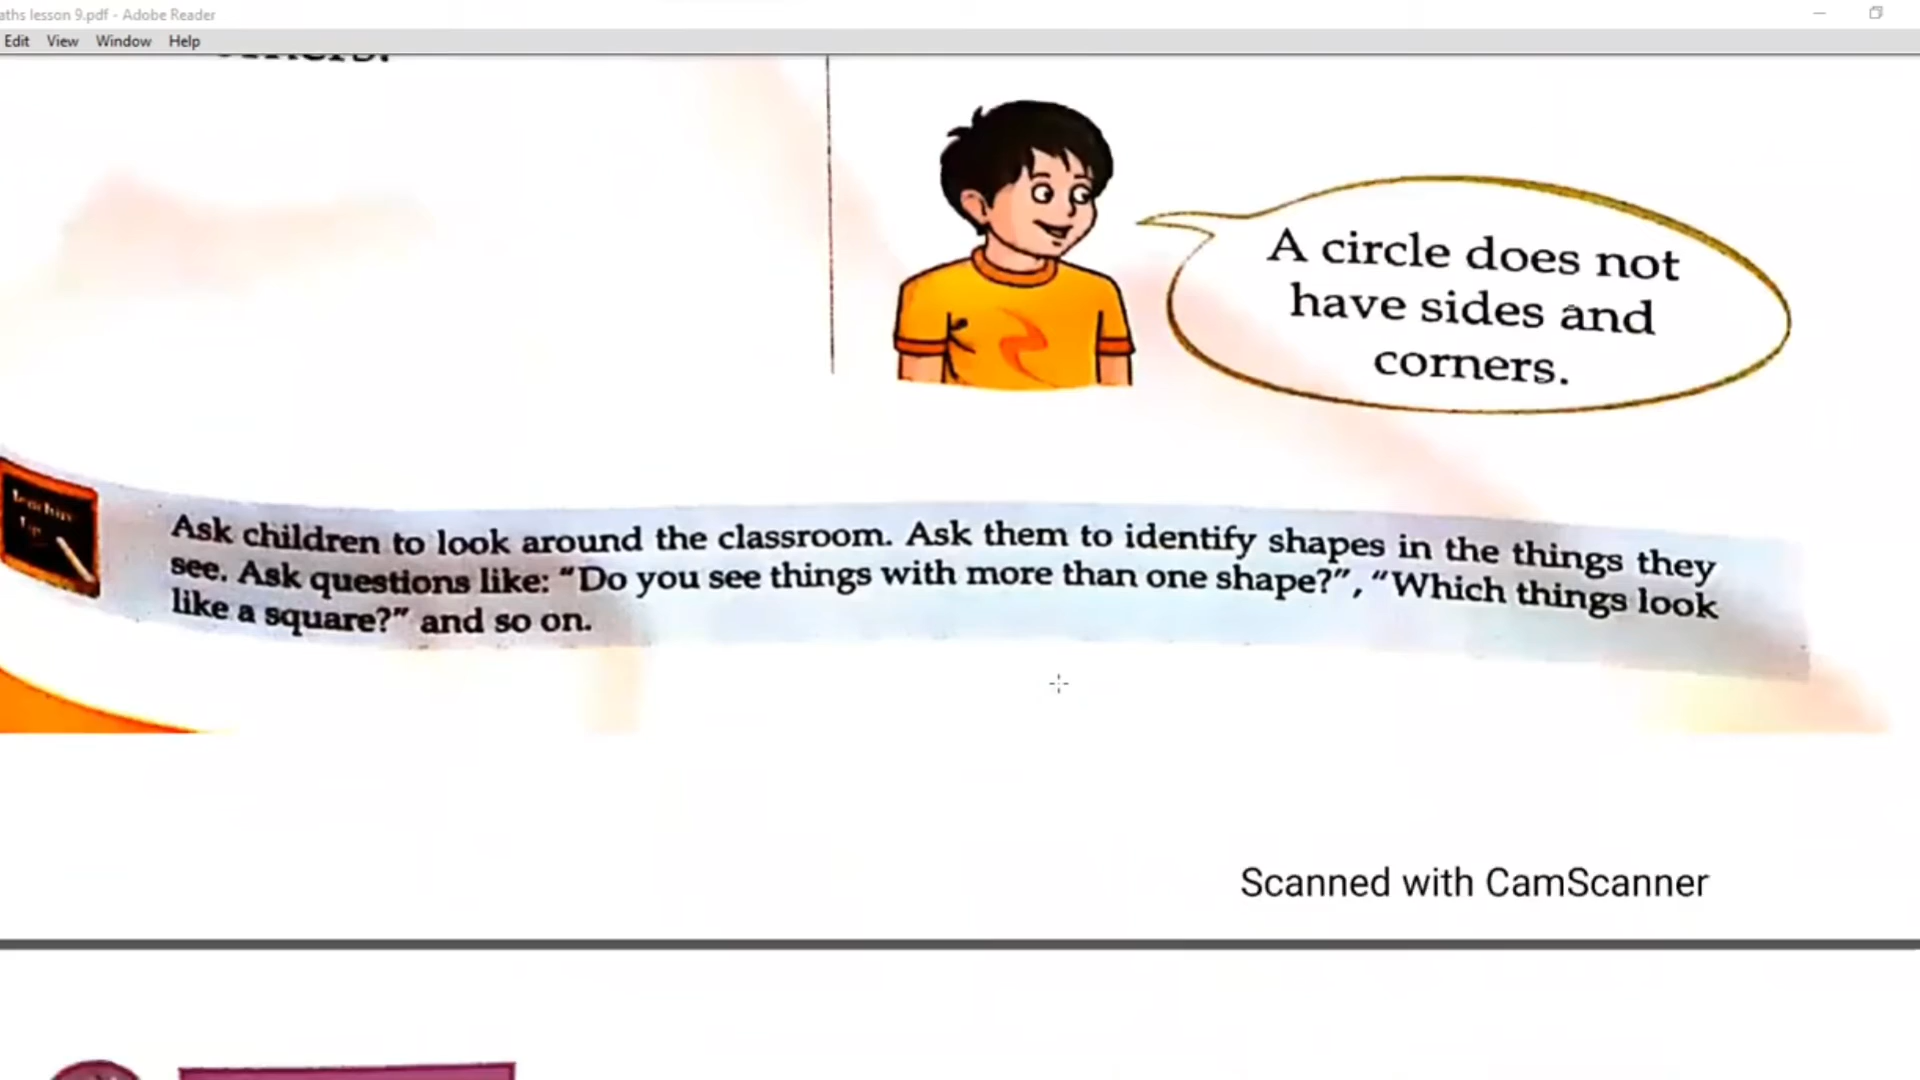 aths lesson 9.pdf - Adobe Reader
Edit View Window Help
A circle does not
have sides and
corners.
Teaching
Tip
Ask children to look around the classroom. Ask them to identify shapes in the things they
see. Ask questions like: “Do you see things with more than one shape?”, “Which things look
like a square?” and so on.
Scanned with CamScanner